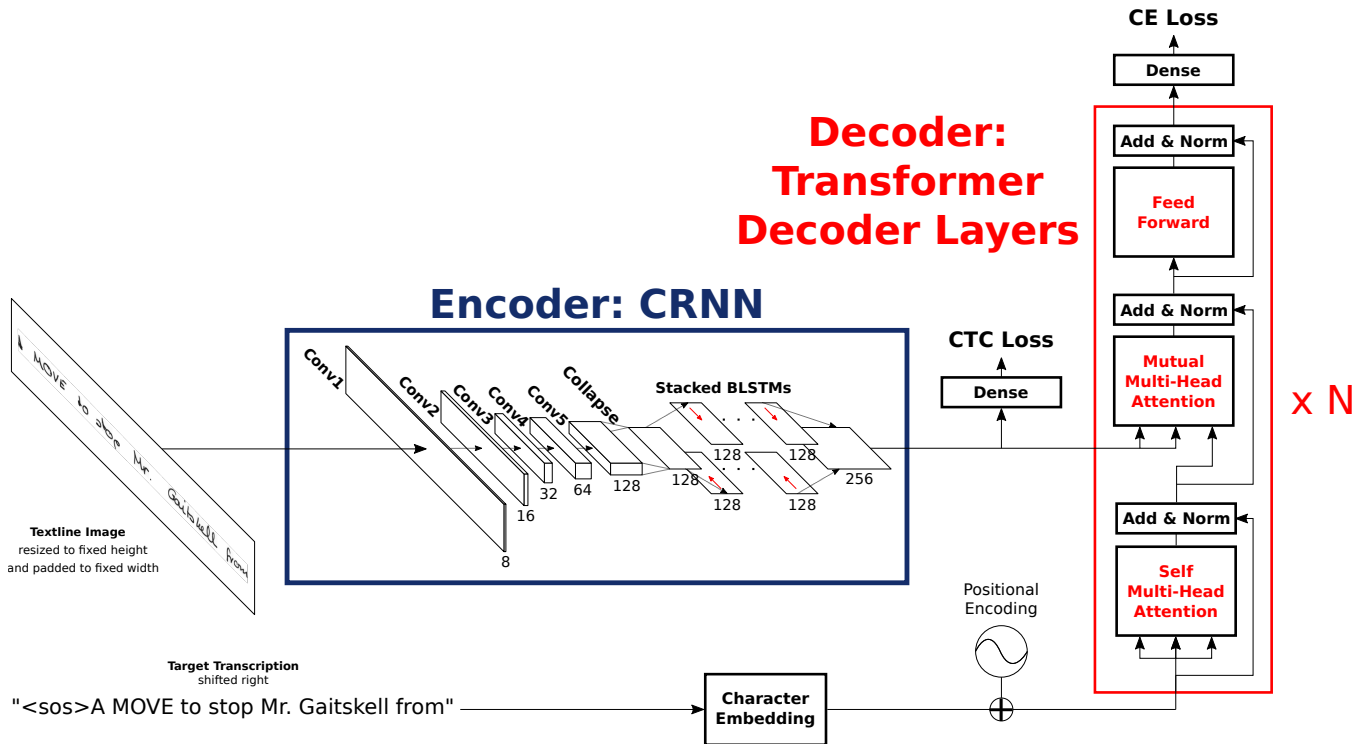 CE Loss
Dense
Decoder:
Transformer
Decoder Layers
Add & Norm
Feed
Forward
Add & Norm
Mutual
Multi-Head
Attention
x N
Add & Norm
Self
Multi-Head
Attention
Encoder: CRNN
CTC Loss
Dense
Conv1
Conv2
Conv3
Conv4
Conv5
Collapse
Stacked BLSTMs
8
16
32
64
128
128
128
128
128
128
256
A MOVE to stop Mr. Gaitskell from
Textline Image
resized to fixed height
and padded to fixed width
Positional
Encoding
Target Transcription
shifted right
"<sos>A MOVE to stop Mr. Gaitskell from"
Character
Embedding